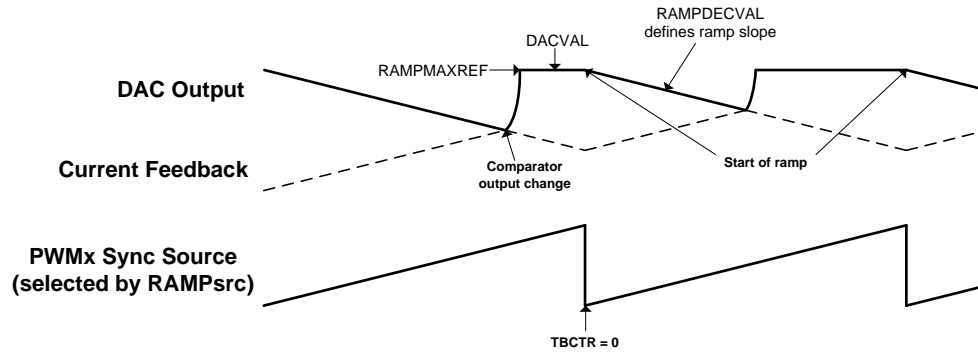 RAMPDECVAL
defines ramp slope
DACVAL
RAMPMAXREF
DAC Output
Current Feedback
Comparator
output change
Start of ramp
PWMx Sync Source
(selected by RAMPsrc)
TBCTR = 0